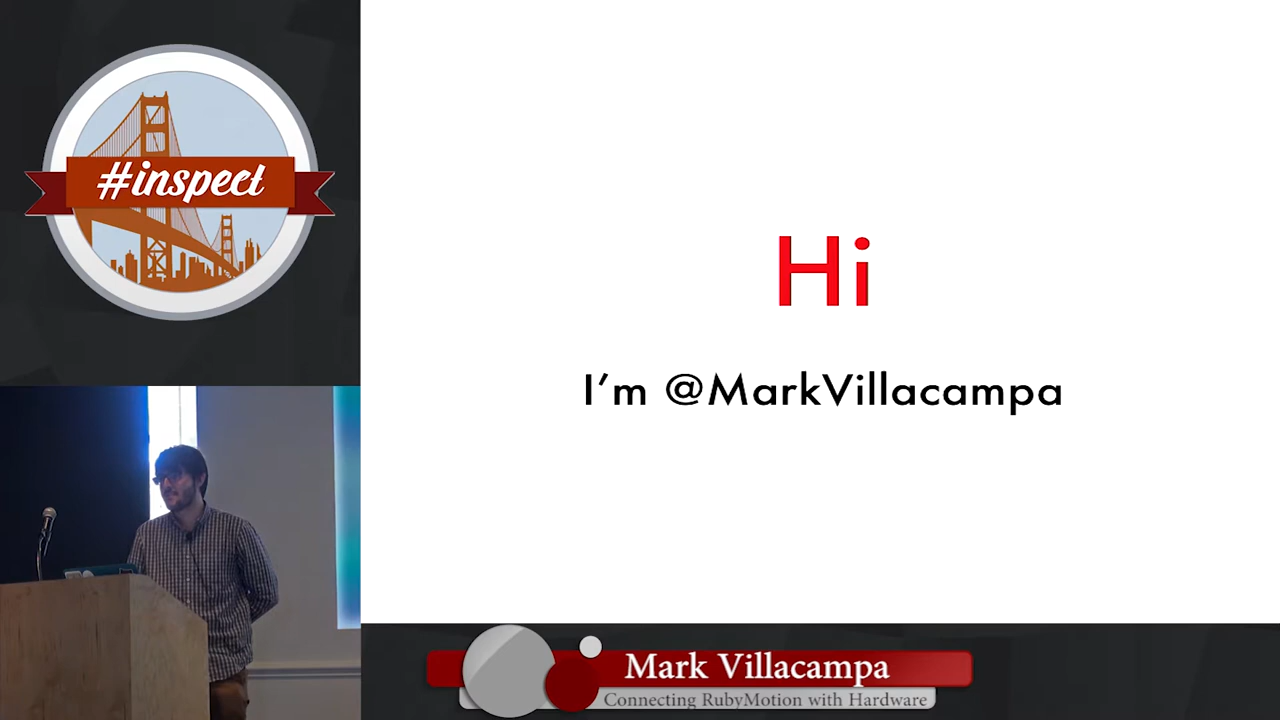 #inspect
Hi
I’m @MarkVillacampa
Mark Villacampa
Connecting RubyMotion with Hardware